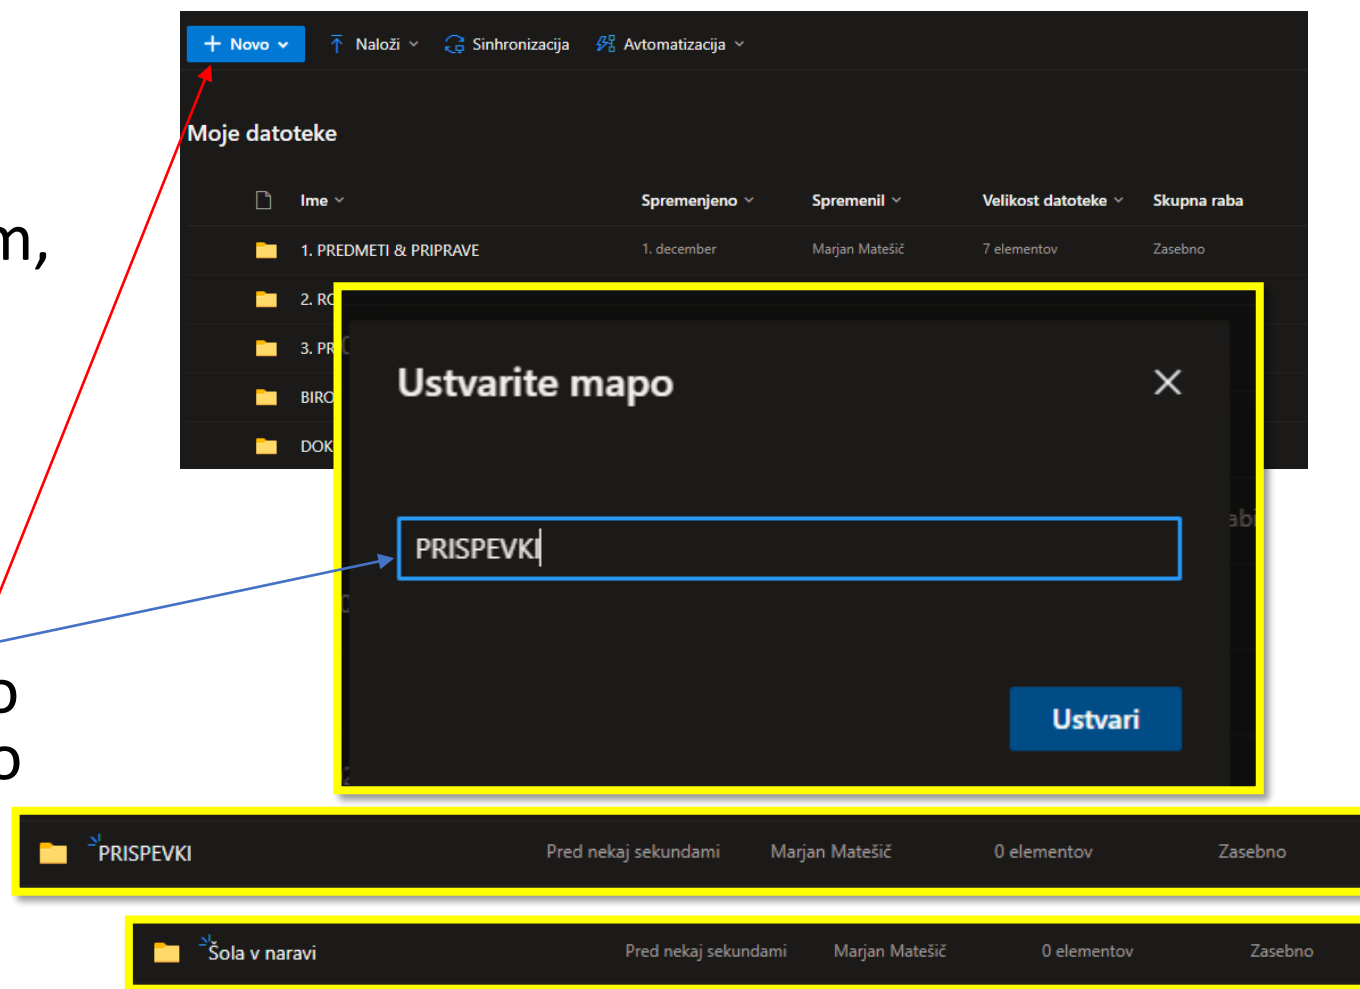 Novo Naloži Sinhronizacija Avtomatizacija
Moje datoteke
Ime Spremenjeno Spremenil Velikost datoteke Skupna raba
m,
1. PREDMETI & PRIPRAVE 1. december Marjan Matešič 7 elementov Zasebno
2. RO
3. PR
BIRO
DOK
Ustvarite mapo
PRISPEVKI
Ustvari
PRISPEVKI Pred nekaj sekundami Marjan Matešič 0 elementov Zasebno
Šola v naravi Pred nekaj sekundami Marjan Matešič 0 elementov Zasebno